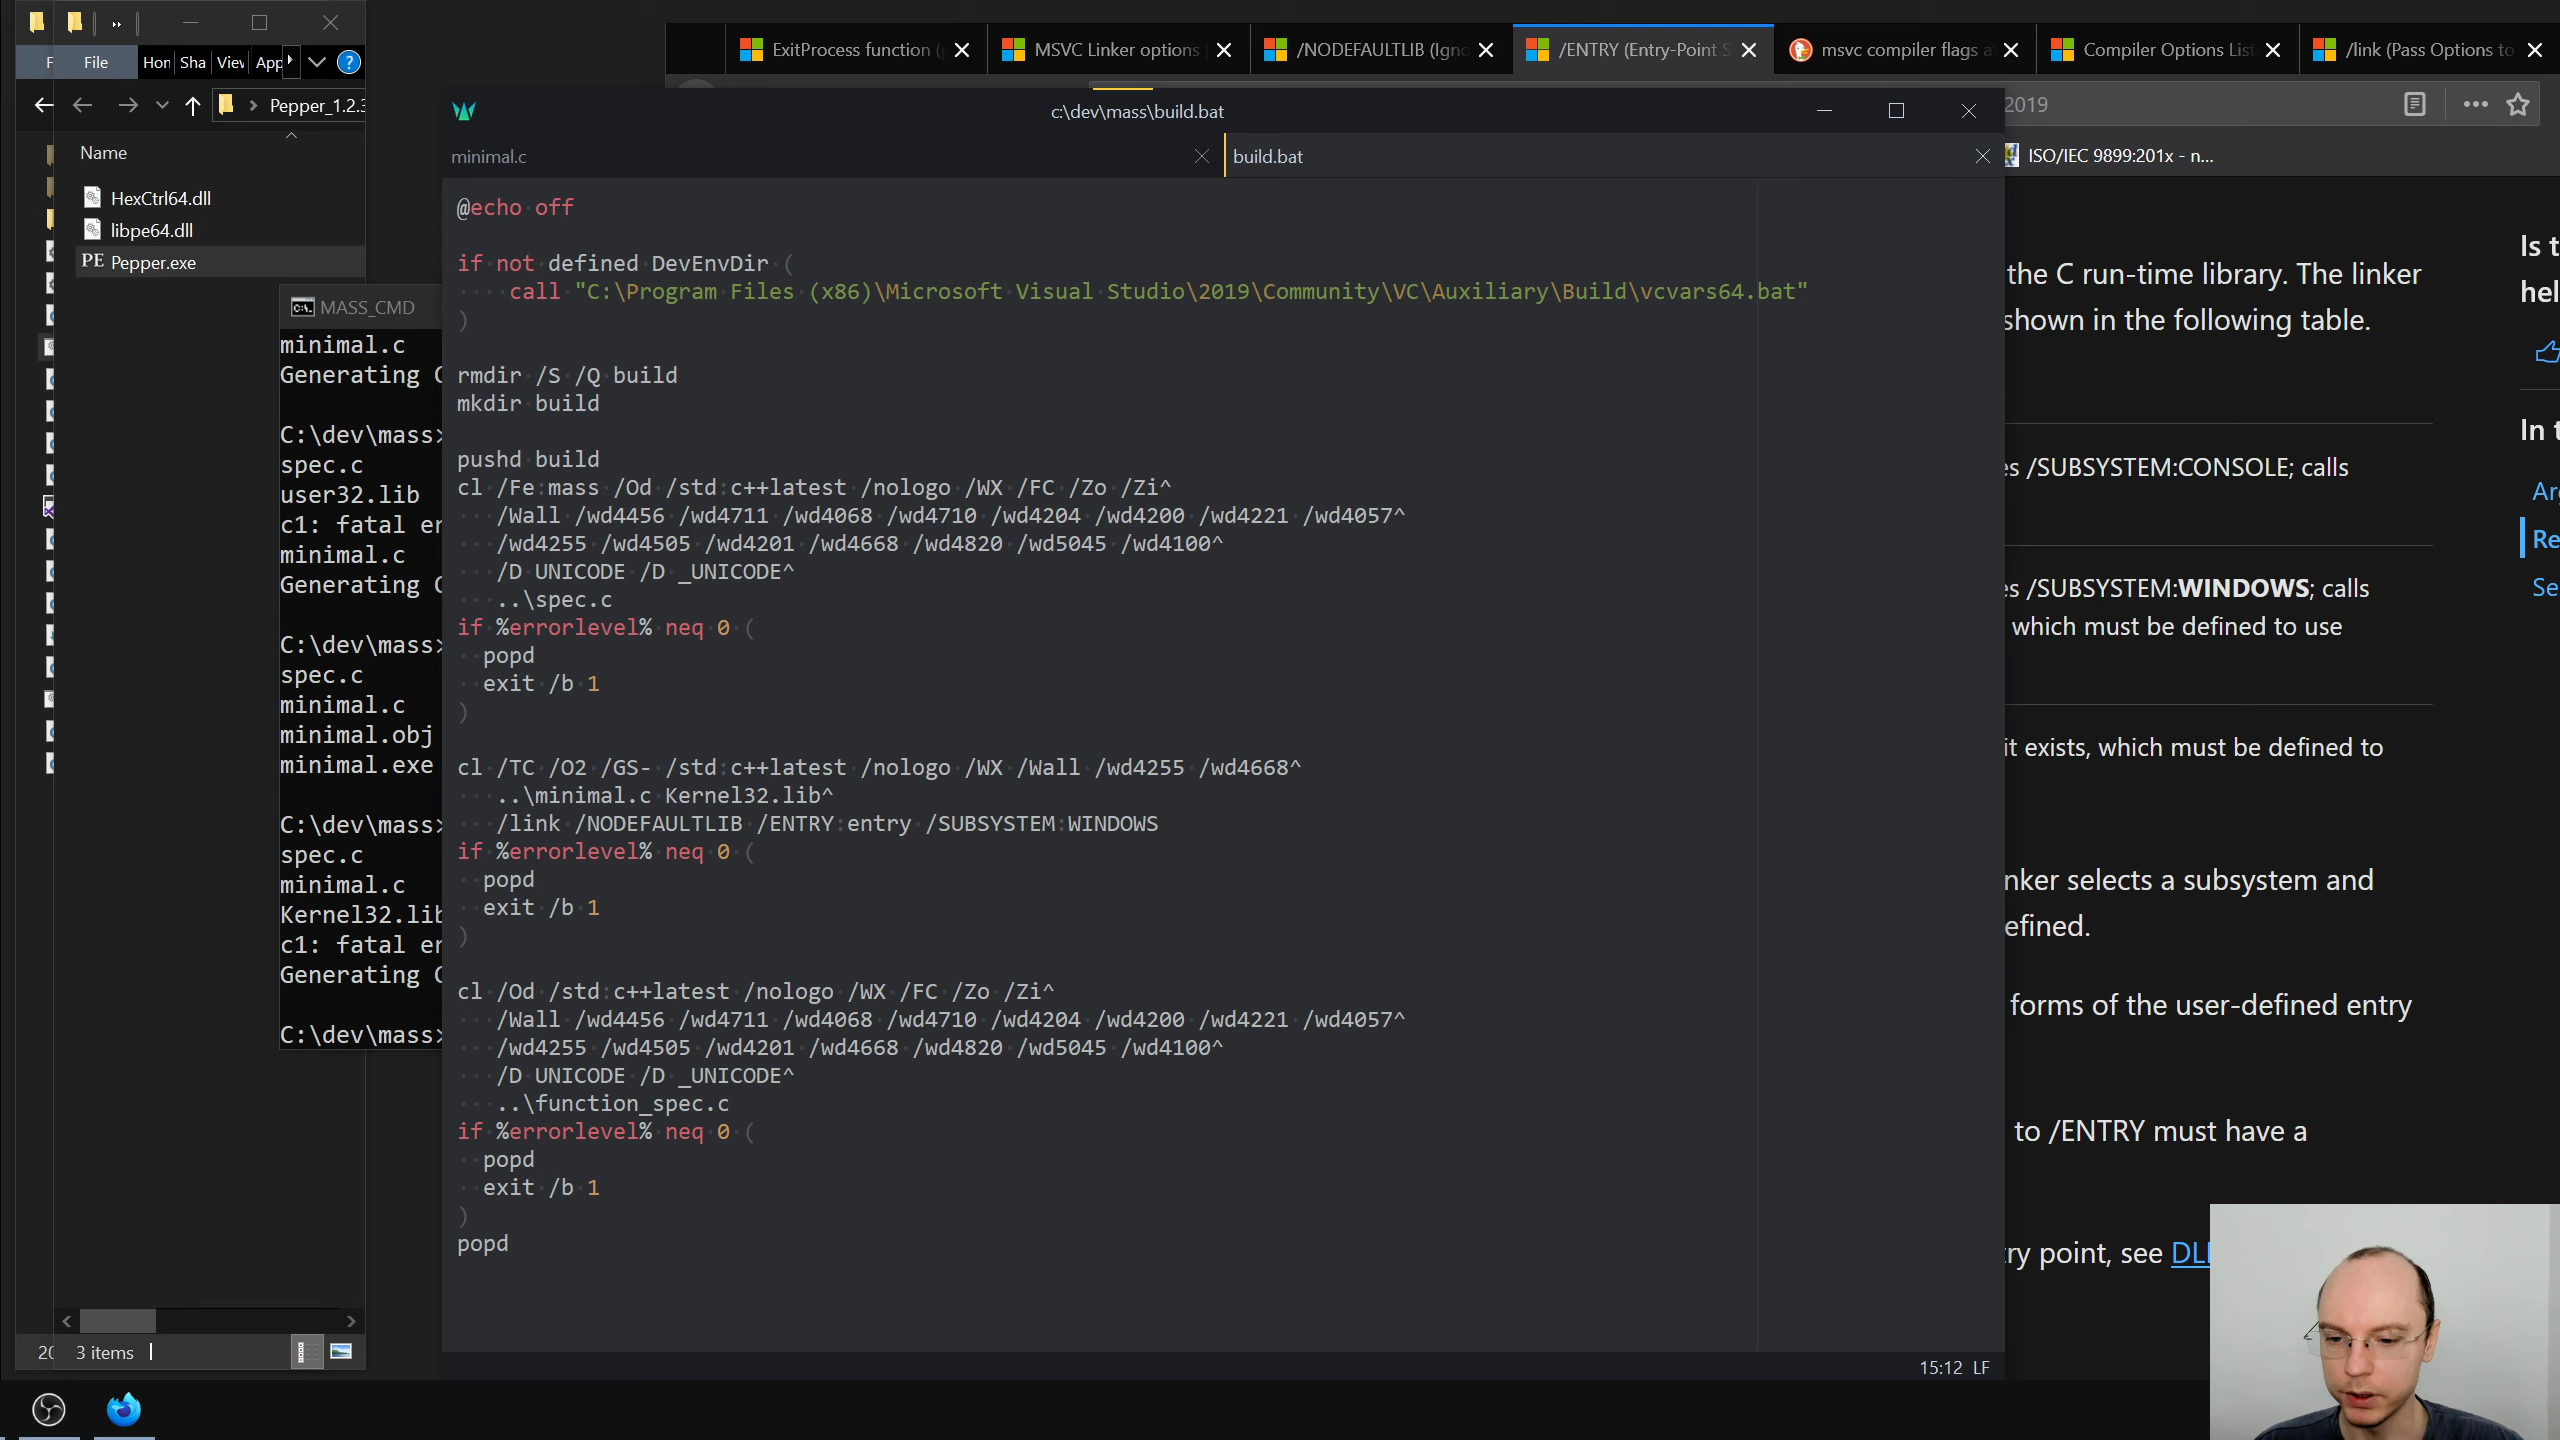 File
Hon
Sha
Viev
App
Pepper_1.2.3
Name
HexCtrl64.dll
libpe64.dll
PE Pepper.exe
3 items
MASS_CMD
minimal.c
Generating C
C:\dev\mass>
spec.c
user32.lib
c1: fatal er
minimal.c
Generating C
C:\dev\mass>
spec.c
minimal.c
minimal.obj
minimal.exe
C:\dev\mass>
spec.c
minimal.c
Kernel32.lib
c1: fatal er
Generating C
C:\dev\mass>
ExitProcess function (
MSVC Linker options
/NODEFAULTLIB (Igno
/ENTRY (Entry-Point S
msvc compiler flags a
Compiler Options List
/link (Pass Options to
2019
ISO/IEC 9899:201x - n...
c:\dev\mass\build.bat
minimal.c
build.bat
@echo off
if not defined DevEnvDir (
call "C:\Program Files (x86)\Microsoft Visual Studio\2019\Community\VC\Auxiliary\Build\vcvars64.bat"
)
rmdir /S /Q build
mkdir build
pushd build
cl /Fe:mass /Od /std:c++latest /nologo /WX /FC /Zo /Zi^
/Wall /wd4456 /wd4711 /wd4068 /wd4710 /wd4204 /wd4200 /wd4221 /wd4057^
/wd4255 /wd4505 /wd4201 /wd4668 /wd4820 /wd5045 /wd4100^
/D UNICODE /D _UNICODE^
..\spec.c
if %errorlevel% neq 0 (
popd
exit /b 1
)
cl /TC /O2 /GS- /std:c++latest /nologo /WX /Wall /wd4255 /wd4668^
..\minimal.c Kernel32.lib^
/link /NODEFAULTLIB /ENTRY:entry /SUBSYSTEM:WINDOWS
if %errorlevel% neq 0 (
popd
exit /b 1
)
cl /Od /std:c++latest /nologo /WX /FC /Zo /Zi^
/Wall /wd4456 /wd4711 /wd4068 /wd4710 /wd4204 /wd4200 /wd4221 /wd4057^
/wd4255 /wd4505 /wd4201 /wd4668 /wd4820 /wd5045 /wd4100^
/D UNICODE /D _UNICODE^
..\function_spec.c
if %errorlevel% neq 0 (
popd
exit /b 1
)
popd
15:12 LF
the C run-time library. The linker
shown in the following table.
es /SUBSYSTEM:CONSOLE; calls
es /SUBSYSTEM:WINDOWS; calls
which must be defined to use
it exists, which must be defined to
nker selects a subsystem and
efined.
forms of the user-defined entry
to /ENTRY must have a
ry point, see DLL
Is t
hel
In t
Arg
Re
Se